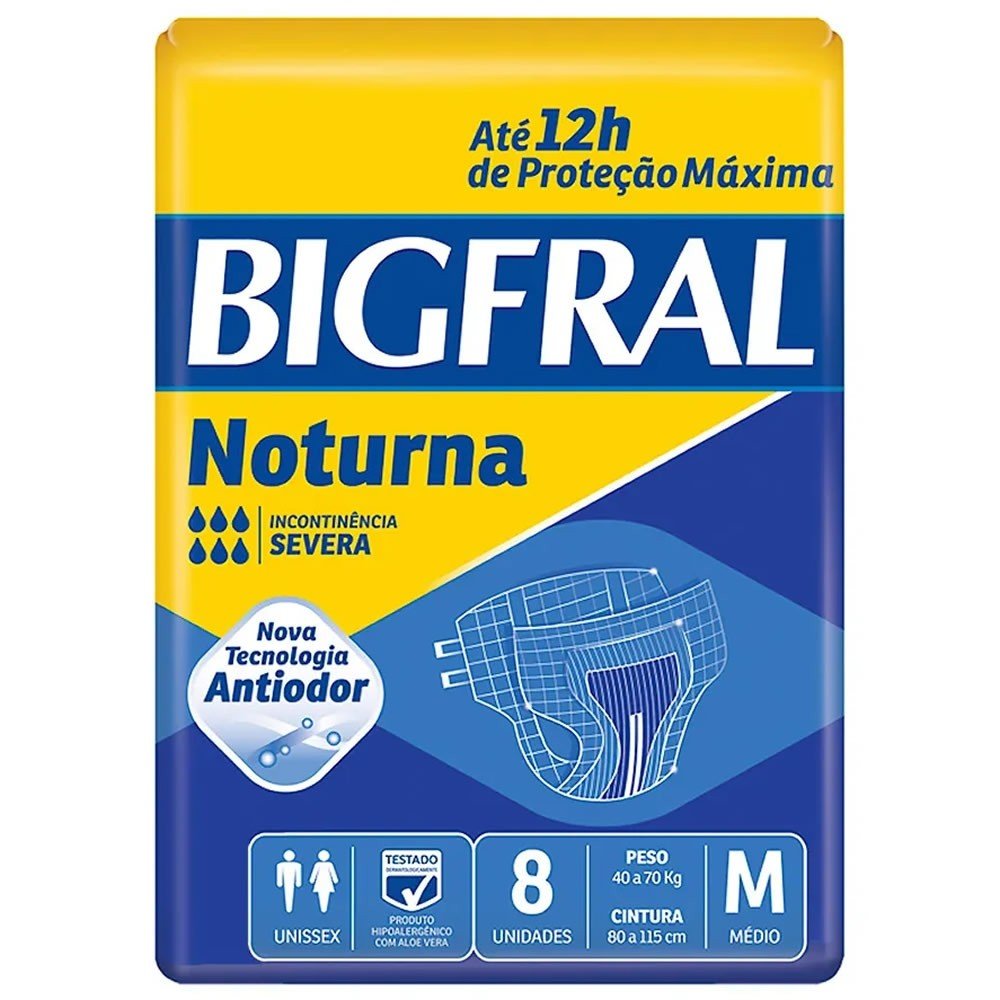 Até 12h
de Proteção Máxima
BIGFRAL
Noturna
INCONTINÊNCIA
SEVERA
Nova
Tecnologia
Antiodor
UNISSEX
TESTADO
DERMATOLOGICAMENTE
PRODUTO
HIPOALERGÊNICO
COM ALOE VERA
8
UNIDADES
PESO
40 a 70 Kg
CINTURA
80 a 115 cm
M
MÉDIO